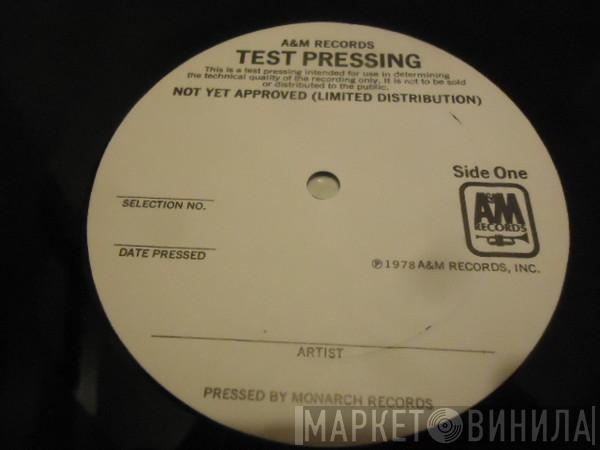 A&M RECORDS
TEST PRESSING
This is a test pressing intended for use in determining
the technical quality of the recording only. It is not to be sold
or distributed to the public.
NOT YET APPROVED (LIMITED DISTRIBUTION)
Side One
A&M
AM
RECORDS
SELECTION NO.
DATE PRESSED
℗ 1978 A&M RECORDS, INC.
ARTIST
PRESSED BY MONARCH RECORDS
МАРКЕТ ВИНИЛА